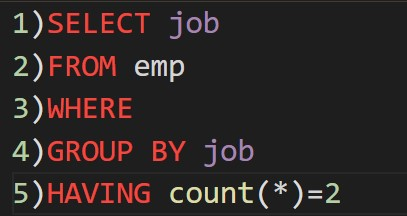 1)SELECT job
2)FROM emp
3)WHERE
4)GROUP BY job
5)HAVING count(*)=2